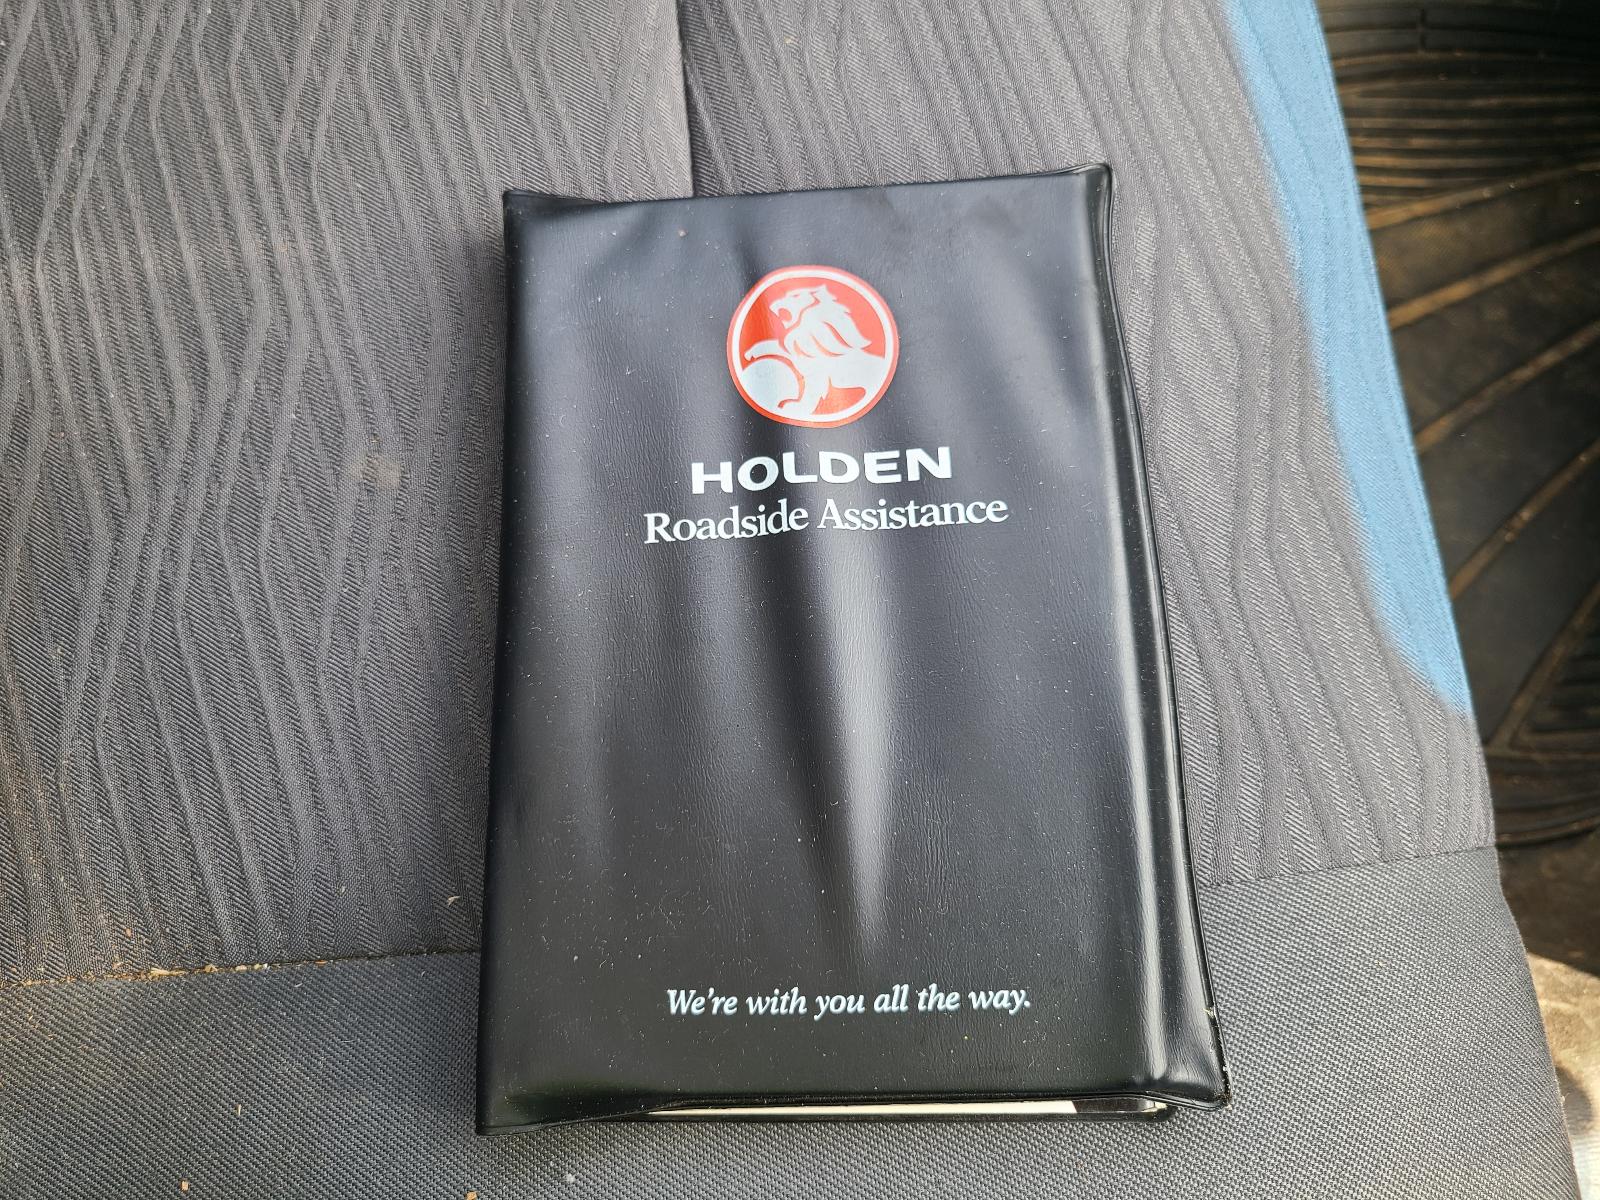 HOLDEN
Roadside Assistance
We're with you all the way.